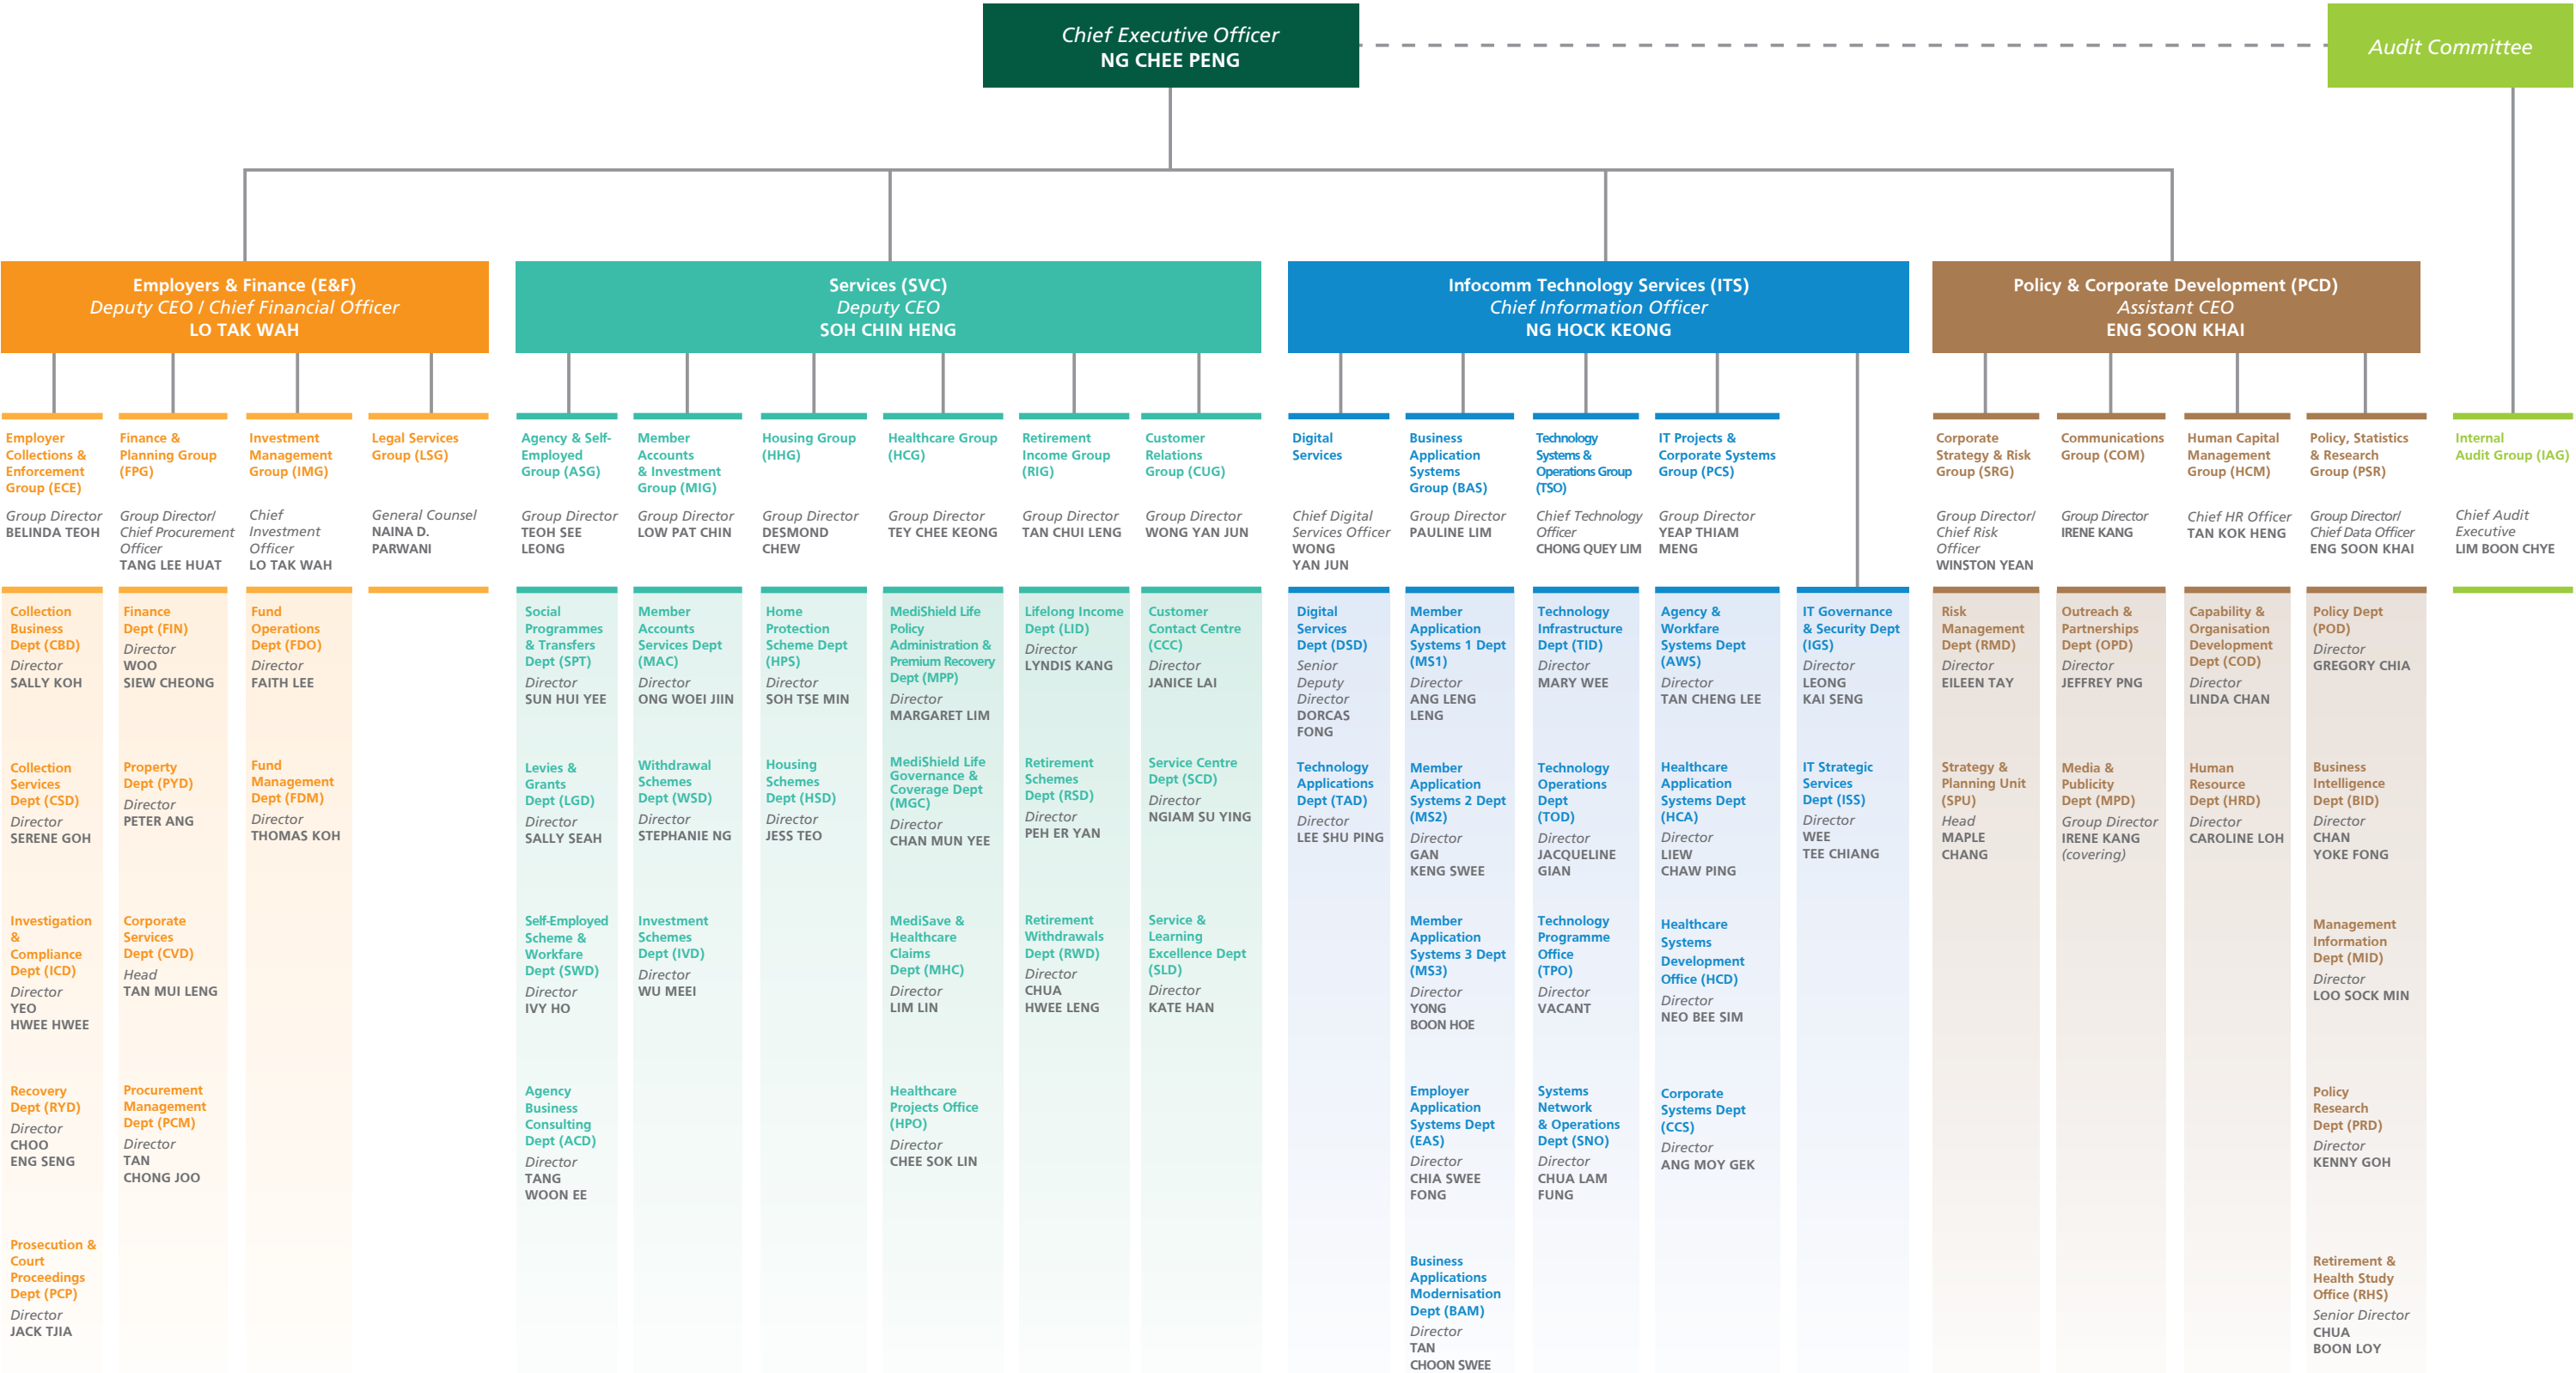 Chief Executive Officer
NG CHEE PENG
Audit Committee
Employers & Finance (E&F)
Deputy CEO / Chief Financial Officer
LO TAK WAH
Services (SVC)
Deputy CEO
SOH CHIN HENG
Infocomm Technology Services (ITS)
Chief Information Officer
NG HOCK KEONG
Policy & Corporate Development (PCD)
Assistant CEO
ENG SOON KHAI
Employer
Collections &
Enforcement
Group (ECE)
Group Director
BELINDA TEOH
Finance &
Planning Group
(FPG)
Group Director/
Chief Procurement
Officer
TANG LEE HUAT
Investment
Management
Group (IMG)
Chief
Investment
Officer
LO TAK WAH
Legal Services
Group (LSG)
General Counsel
NAINA D.
PARWANI
Agency & Self-
Employed
Group (ASG)
Group Director
TEOH SEE
LEONG
Member
Accounts
& Investment
Group (MIG)
Group Director
LOW PAT CHIN
Housing Group
(HHG)
Group Director
DESMOND
CHEW
Healthcare Group
(HCG)
Group Director
TEY CHEE KEONG
Retirement
Income Group
(RIG)
Group Director
TAN CHUI LENG
Customer
Relations
Group (CUG)
Group Director
WONG YAN JUN
Digital
Services
Chief Digital
Services Officer
WONG
YAN JUN
Business
Application
Systems
Group (BAS)
Group Director
PAULINE LIM
Technology
Systems &
Operations Group
(TSO)
Chief Technology
Officer
CHONG QUEY LIM
IT Projects &
Corporate Systems
Group (PCS)
Group Director
YEAP THIAM
MENG
Corporate
Strategy & Risk
Group (SRG)
Group Director/
Chief Risk
Officer
WINSTON YEAN
Communications
Group (COM)
Group Director
IRENE KANG
Human Capital
Management
Group (HCM)
Chief HR Officer
TAN KOK HENG
Policy, Statistics
& Research
Group (PSR)
Group Director/
Chief Data Officer
ENG SOON KHAI
Internal
Audit Group (IAG)
Chief Audit
Executive
LIM BOON CHYE
Collection
Business
Dept (CBD)
Director
SALLY KOH
Collection
Services
Dept (CSD)
Director
SERENE GOH
Investigation
&
Compliance
Dept (ICD)
Director
YEO
HWEE HWEE
Recovery
Dept (RYD)
Director
CHOO
ENG SENG
Prosecution &
Court
Proceedings
Dept (PCP)
Director
JACK TJIA
Finance
Dept (FIN)
Director
WOO
SIEW CHEONG
Property
Dept (PYD)
Director
PETER ANG
Corporate
Services
Dept (CVD)
Head
TAN MUI LENG
Procurement
Management
Dept (PCM)
Director
TAN
CHONG JOO
Fund
Operations
Dept (FDO)
Director
FAITH LEE
Fund
Management
Dept (FDM)
Director
THOMAS KOH
Social
Programmes
& Transfers
Dept (SPT)
Director
SUN HUI YEE
Levies &
Grants
Dept (LGD)
Director
SALLY SEAH
Self-Employed
Scheme &
Workfare
Dept (SWD)
Director
IVY HO
Agency
Business
Consulting
Dept (ACD)
Director
TANG
WOON EE
Member
Accounts
Services Dept
(MAC)
Director
ONG WOEI JIIN
Withdrawal
Schemes
Dept (WSD)
Director
STEPHANIE NG
Investment
Schemes
Dept (IVD)
Director
WU MEEI
Home
Protection
Scheme Dept
(HPS)
Director
SOH TSE MIN
Housing
Schemes
Dept (HSD)
Director
JESS TEO
MediShield Life
Policy
Administration &
Premium Recovery
Dept (MPP)
Director
MARGARET LIM
MediShield Life
Governance &
Coverage Dept
(MGC)
Director
CHAN MUN YEE
MediSave &
Healthcare
Claims
Dept (MHC)
Director
LIM LIN
Healthcare
Projects Office
(HPO)
Director
CHEE SOK LIN
Lifelong Income
Dept (LID)
Director
LYNDIS KANG
Retirement
Schemes
Dept (RSD)
Director
PEH ER YAN
Retirement
Withdrawals
Dept (RWD)
Director
CHUA
HWEE LENG
Customer
Contact Centre
(CCC)
Director
JANICE LAI
Service Centre
Dept (SCD)
Director
NGIAM SU YING
Service &
Learning
Excellence Dept
(SLD)
Director
KATE HAN
Digital
Services
Dept (DSD)
Senior
Deputy
Director
DORCAS
FONG
Technology
Applications
Dept (TAD)
Director
LEE SHU PING
Member
Application
Systems 1 Dept
(MS1)
Director
ANG LENG
LENG
Member
Application
Systems 2 Dept
(MS2)
Director
GAN
KENG SWEE
Member
Application
Systems 3 Dept
(MS3)
Director
YONG
BOON HOE
Employer
Application
Systems Dept
(EAS)
Director
CHIA SWEE
FONG
Business
Applications
Modernisation
Dept (BAM)
Director
TAN
CHOON SWEE
Technology
Infrastructure
Dept (TID)
Director
MARY WEE
Technology
Operations
Dept
(TOD)
Director
JACQUELINE
GIAN
Technology
Programme
Office
(TPO)
Director
VACANT
Systems
Network
& Operations
Dept (SNO)
Director
CHUA LAM
FUNG
Agency &
Workfare
Systems Dept
(AWS)
Director
TAN CHENG LEE
Healthcare
Application
Systems Dept
(HCA)
Director
LIEW
CHAW PING
Healthcare
Systems
Development
Office (HCD)
Director
NEO BEE SIM
Corporate
Systems Dept
(CCS)
Director
ANG MOY GEK
IT Governance
& Security Dept
(IGS)
Director
LEONG
KAI SENG
IT Strategic
Services
Dept (ISS)
Director
WEE
TEE CHIANG
Risk
Management
Dept (RMD)
Director
EILEEN TAY
Strategy &
Planning Unit
(SPU)
Head
MAPLE
CHANG
Outreach &
Partnerships
Dept (OPD)
Director
JEFFREY PNG
Media &
Publicity
Dept (MPD)
Group Director
IRENE KANG
(covering)
Capability &
Organisation
Development
Dept (COD)
Director
LINDA CHAN
Human
Resource
Dept (HRD)
Director
CAROLINE LOH
Policy Dept
(POD)
Director
GREGORY CHIA
Business
Intelligence
Dept (BID)
Director
CHAN
YOKE FONG
Management
Information
Dept (MID)
Director
LOO SOCK MIN
Policy
Research
Dept (PRD)
Director
KENNY GOH
Retirement &
Health Study
Office (RHS)
Senior Director
CHUA
BOON LOY